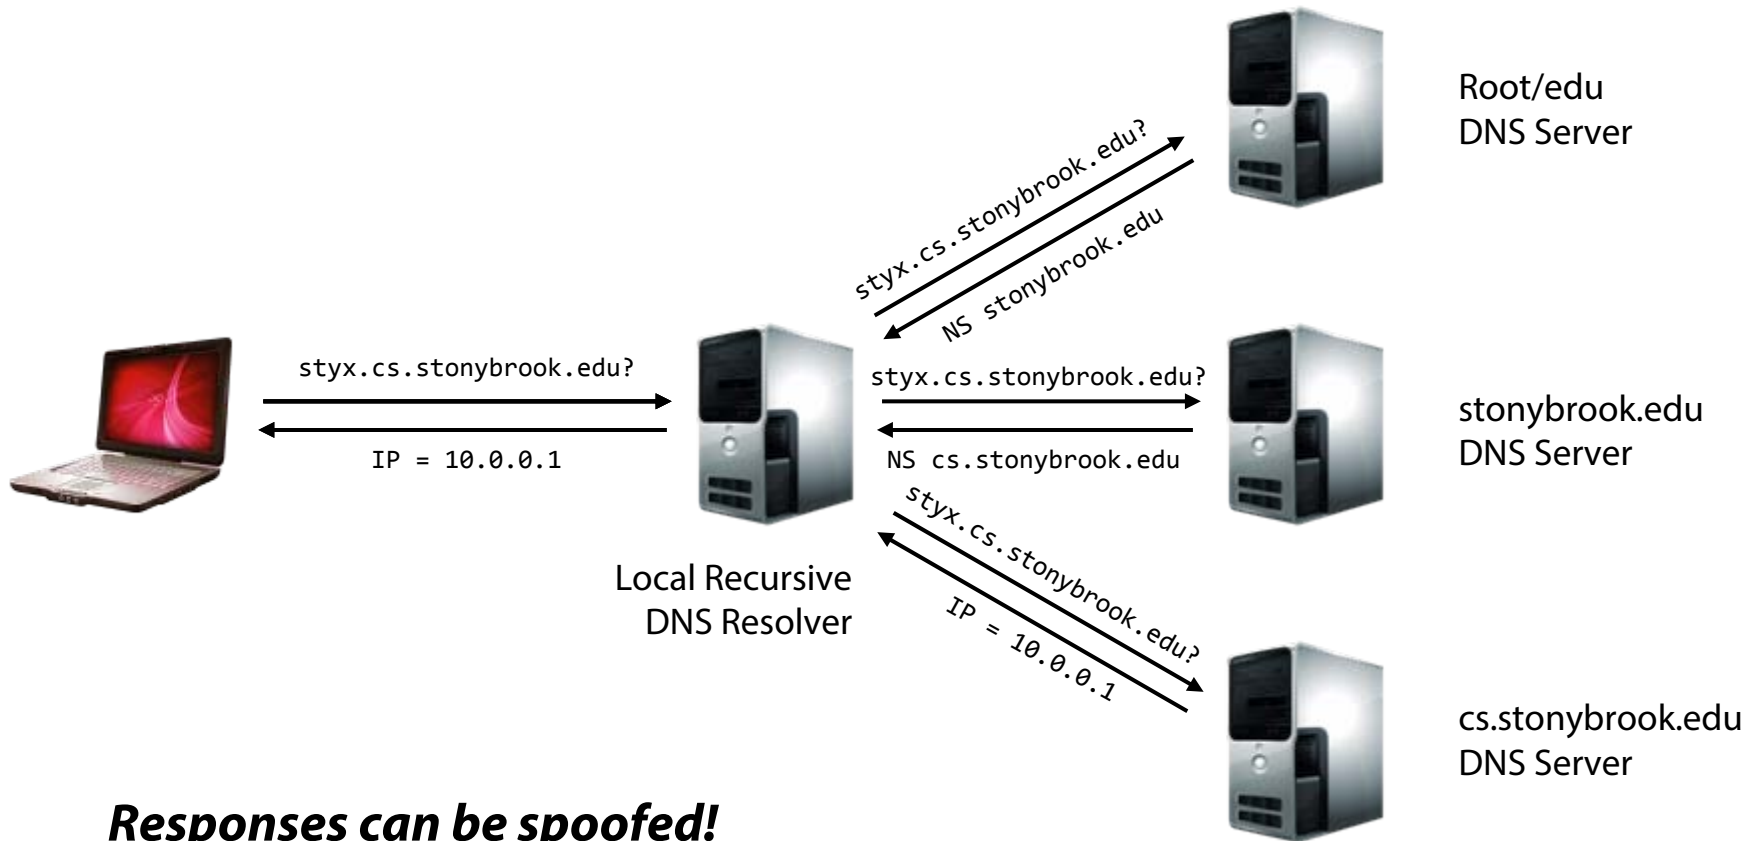 Root/edu
DNS Server
styx.cs.stonybrook.edu?
NS stonybrook.edu
styx.cs.stonybrook.edu?
IP = 10.0.0.1
styx.cs.stonybrook.edu?
NS cs.stonybrook.edu
stonybrook.edu
DNS Server
Local Recursive
DNS Resolver
styx.cs.stonybrook.edu?
IP = 10.0.0.1
cs.stonybrook.edu
DNS Server
Responses can be spoofed!